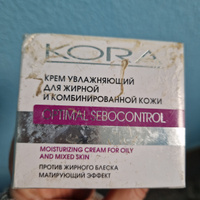 KORA
КРЕМ УВЛАЖНЯЮЩИЙ
ДЛЯ ЖИРНОЙ
И КОМБИНИРОВАННОЙ КОЖИ
OPTIMAL SEBOCONTROL
MOISTURIZING CREAM FOR OILY
AND MIXED SKIN
ПРОТИВ ЖИРНОГО БЛЕСКА
МАТИРУЮЩИЙ ЭФФЕКТ